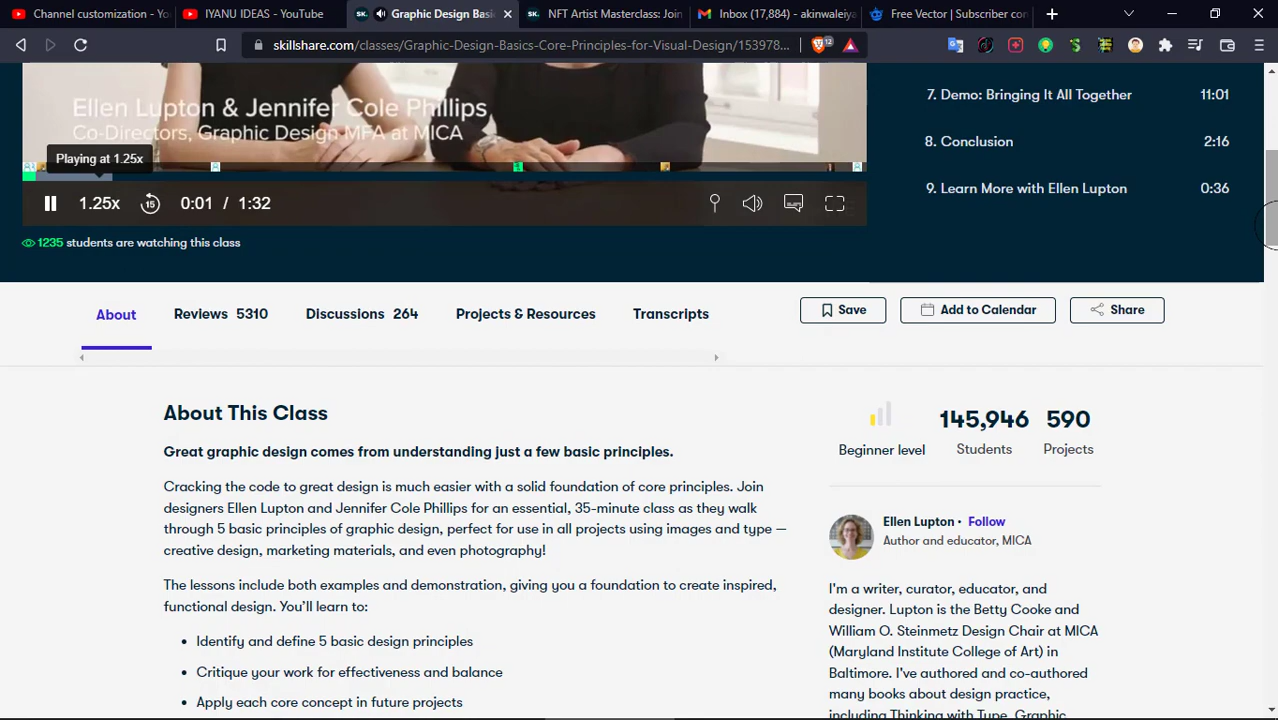 Channel customization - Yo
IYANU IDEAS - YouTube
Graphic Design Basi
NFT Artist Masterclass: Join
Inbox (17,884) - akinwaleiya
Free Vector | Subscriber con
skillshare.com/classes/Graphic-Design-Basics-Core-Principles-for-Visual-Design/153978...
12
Ellen Lupton & Jennifer Cole Phillips
Co-Directors, Graphic Design MFA at MICA
Playing at 1.25x
1.25x 15 0:01 / 1:32
7. Demo: Bringing It All Together 11:01
8. Conclusion 2:16
9. Learn More with Ellen Lupton 0:36
1235 students are watching this class
About Reviews 5310 Discussions 264 Projects & Resources Transcripts
Save Add to Calendar Share
About This Class
Great graphic design comes from understanding just a few basic principles.
Cracking the code to great design is much easier with a solid foundation of core principles. Join
designers Ellen Lupton and Jennifer Cole Phillips for an essential, 35-minute class as they walk
through 5 basic principles of graphic design, perfect for use in all projects using images and type —
creative design, marketing materials, and even photography!
The lessons include both examples and demonstration, giving you a foundation to create inspired,
functional design. You'll learn to:
• Identify and define 5 basic design principles
• Critique your work for effectiveness and balance
• Apply each core concept in future projects
145,946 590
Beginner level Students Projects
Ellen Lupton • Follow
Author and educator, MICA
I'm a writer, curator, educator, and
designer. Lupton is the Betty Cooke and
William O. Steinmetz Design Chair at MICA
(Maryland Institute College of Art) in
Baltimore. I've authored and co-authored
many books about design practice,
including Thinking with Type, Graphic